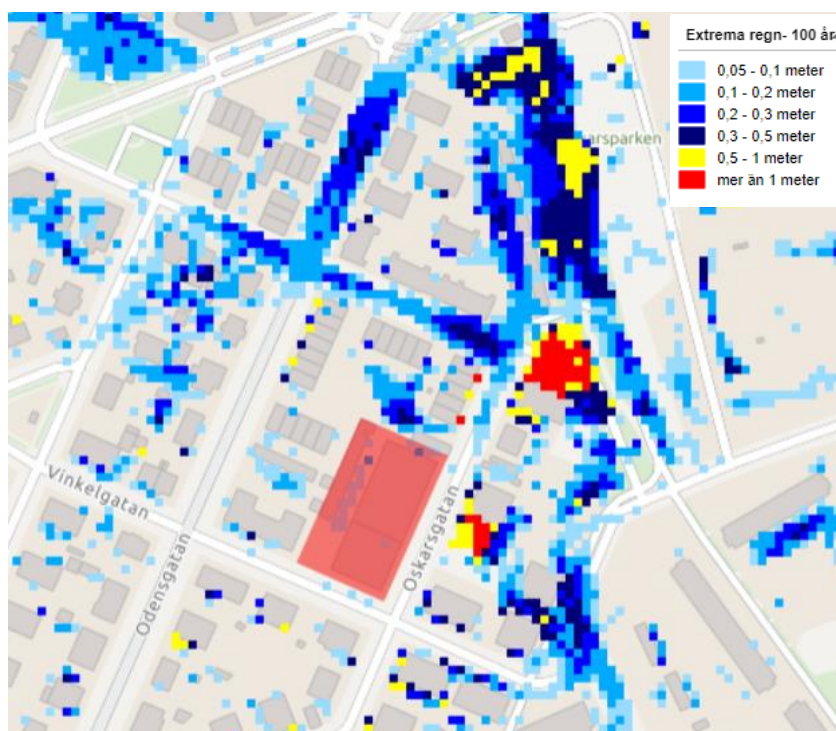 Extrema regn- 100 år
0,05 - 0,1 meter
0,1 - 0,2 meter
0,2 - 0,3 meter
0,3 - 0,5 meter
0,5 - 1 meter
mer än 1 meter
arsparken
Vinkelgatan
Odensgatan
Oskarsgatan